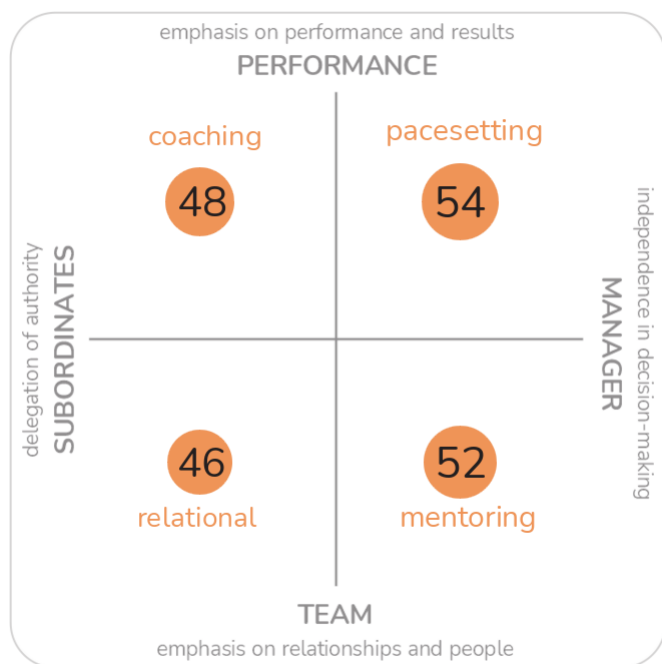 emphasis on performance and results
PERFORMANCE
coaching
pacesetting
48
54
delegation of authority
SUBORDINATES
MANAGER
independence in decision-making
46
52
relational
mentoring
TEAM
emphasis on relationships and people